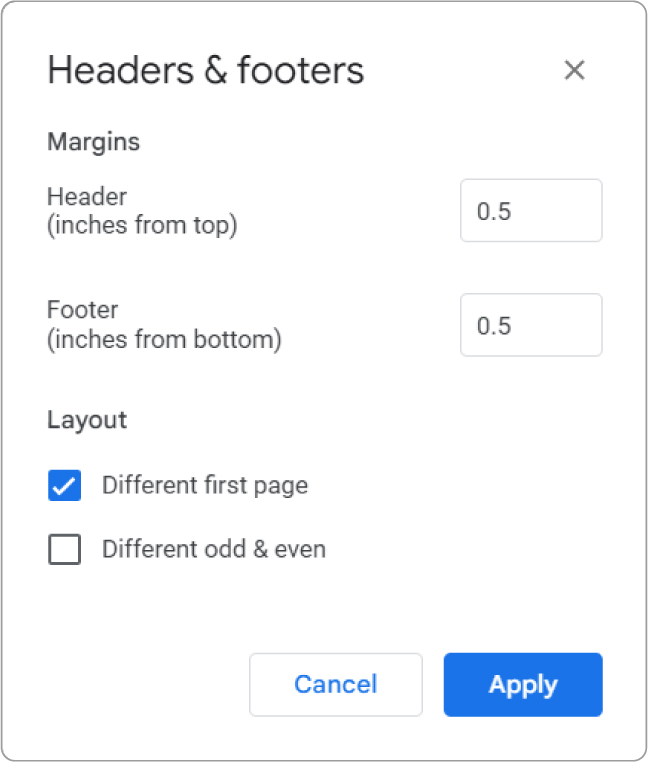 Headers & footers
Margins
Header
(inches from top)
0.5
Footer
(inches from bottom)
0.5
Layout
Different first page
Different odd & even
Cancel
Apply